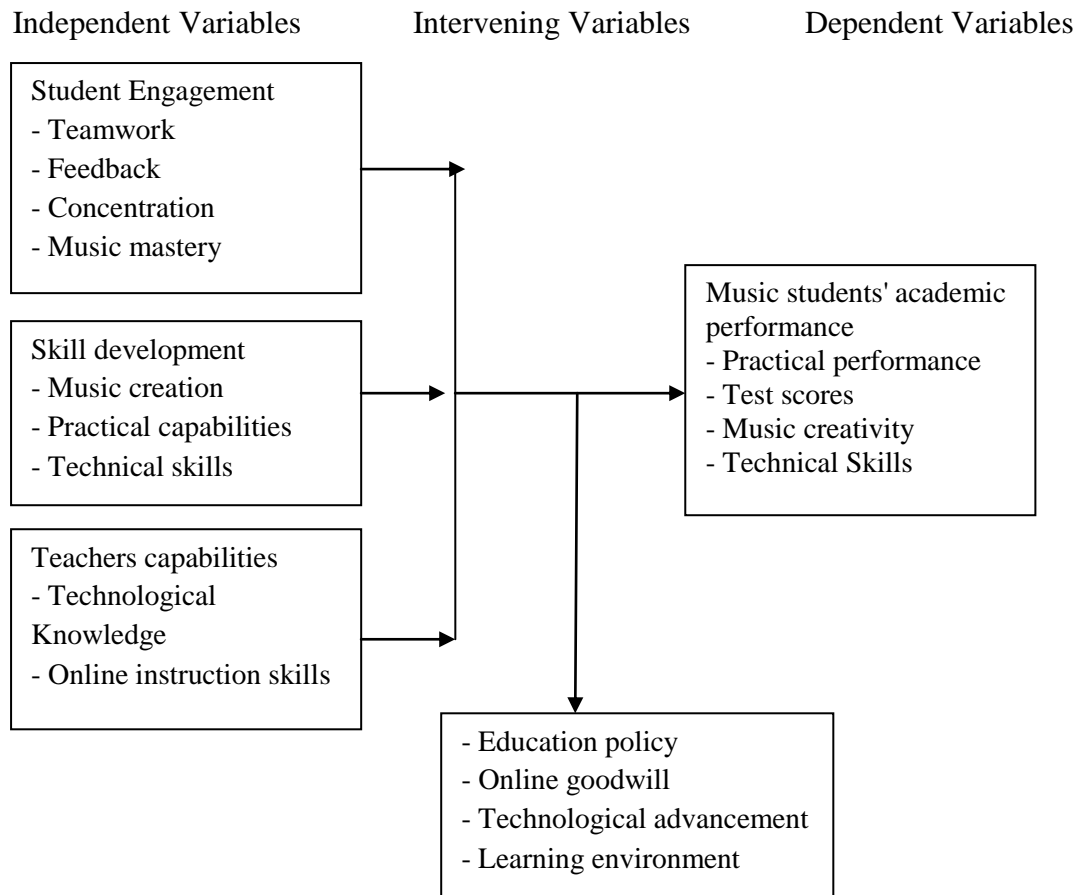 Independent Variables
Intervening Variables
Dependent Variables
Student Engagement
- Teamwork
- Feedback
- Concentration
- Music mastery
Skill development
- Music creation
- Practical capabilities
- Technical skills
Teachers capabilities
- Technological
Knowledge
- Online instruction skills
Music students' academic
performance
- Practical performance
- Test scores
- Music creativity
- Technical Skills
- Education policy
- Online goodwill
- Technological advancement
- Learning environment